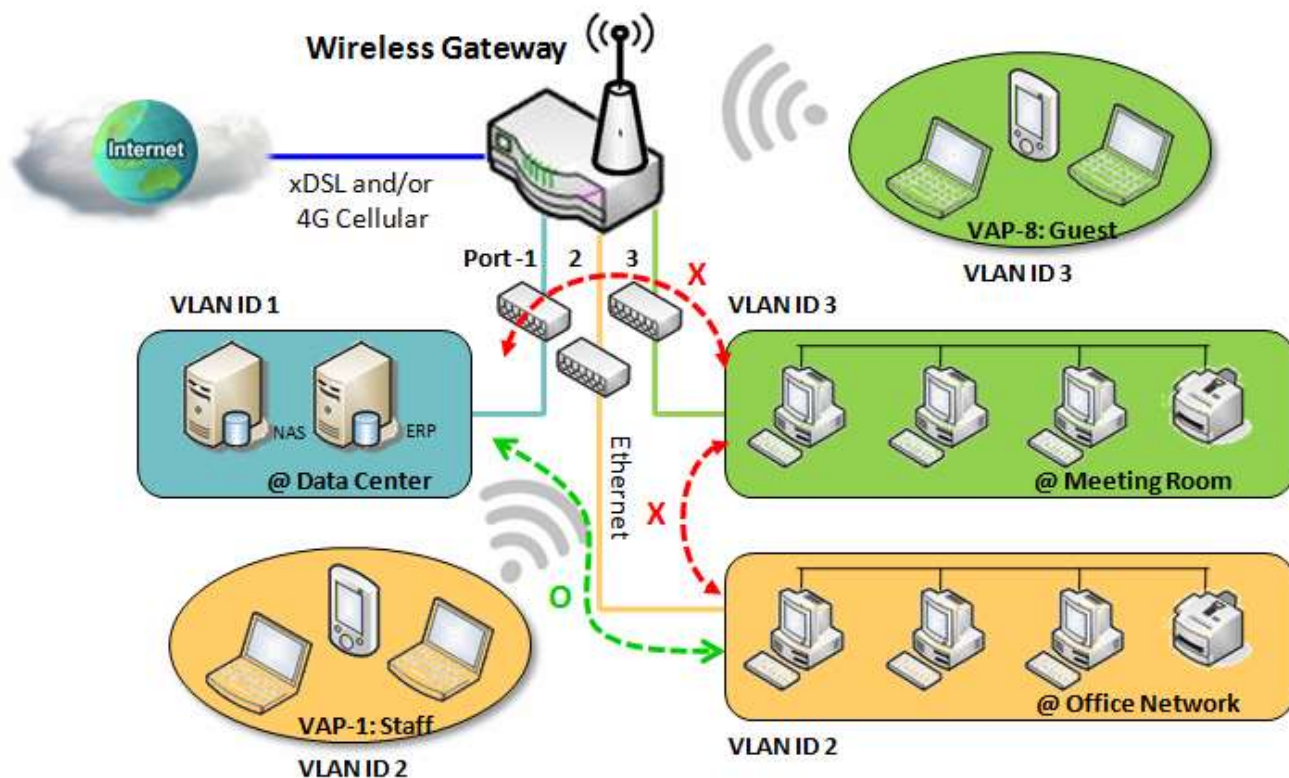 Wireless Gateway
Internet
xDSL and/or
4G Cellular
VAP-8: Guest
VLAN ID 3
Port -1
2
3
X
VLAN ID 1
VLAN ID 3
NAS
ERP
@ Data Center
@ Meeting Room
Ethernet
X
O
VAP-1: Staff
VLAN ID 2
@ Office Network
VLAN ID 2